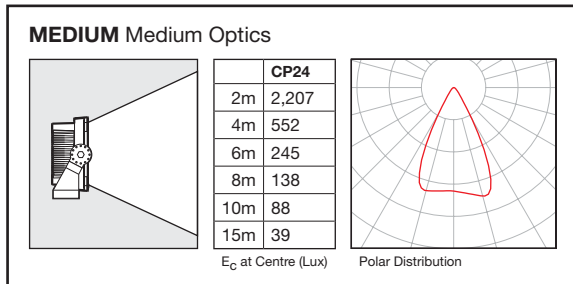 MEDIUM Medium Optics
CP24
2m 2,207
4m 552
6m 245
8m 138
10m 88
15m 39
EC at Centre (Lux)
Polar Distribution